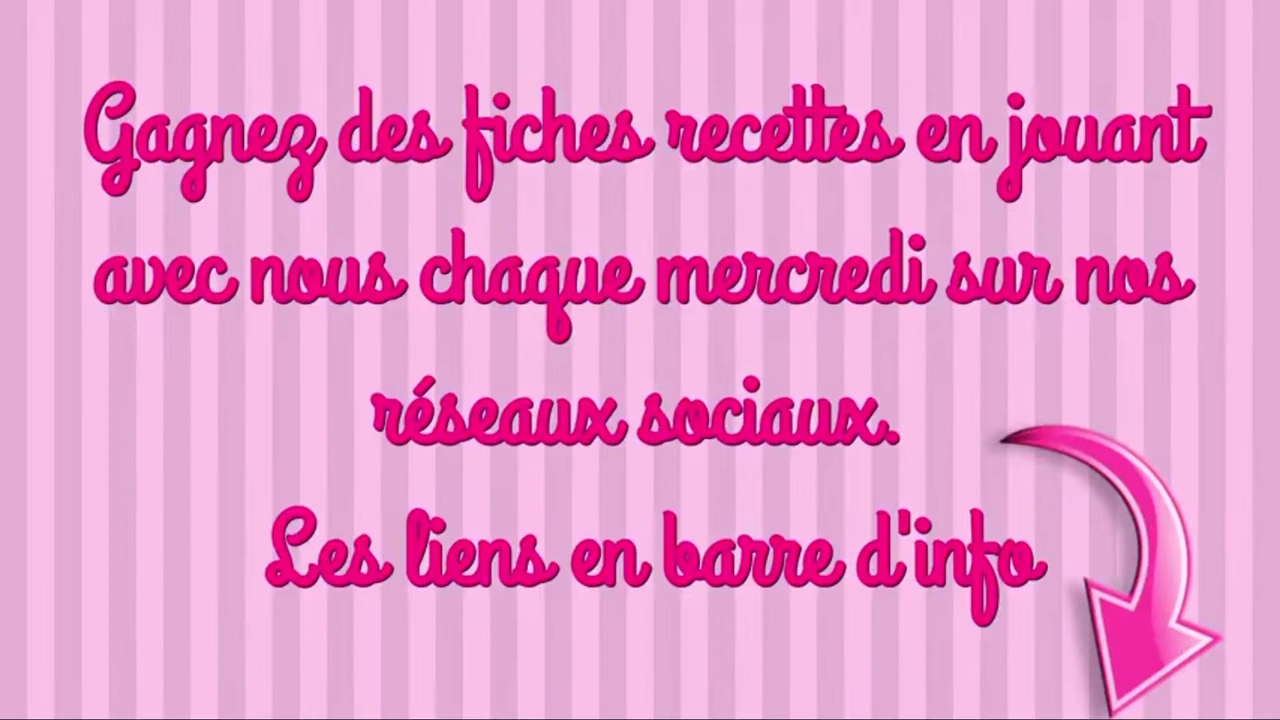 Gagnez des fiches recettes en jouant
avec nous chaque mercredi sur nos
réseaux sociaux.
Les liens en barre d'info